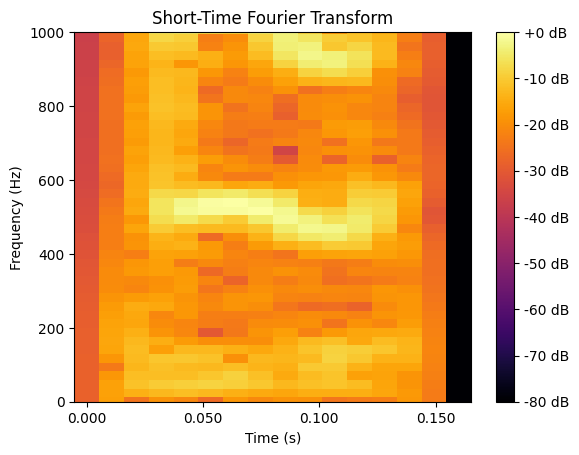 Short-Time Fourier Transform
Frequency (Hz)
1000
800
600
400
200
0
0.000
0.050
0.100
0.150
Time (s)
+0 dB
-10 dB
-20 dB
-30 dB
-40 dB
-50 dB
-60 dB
-70 dB
-80 dB